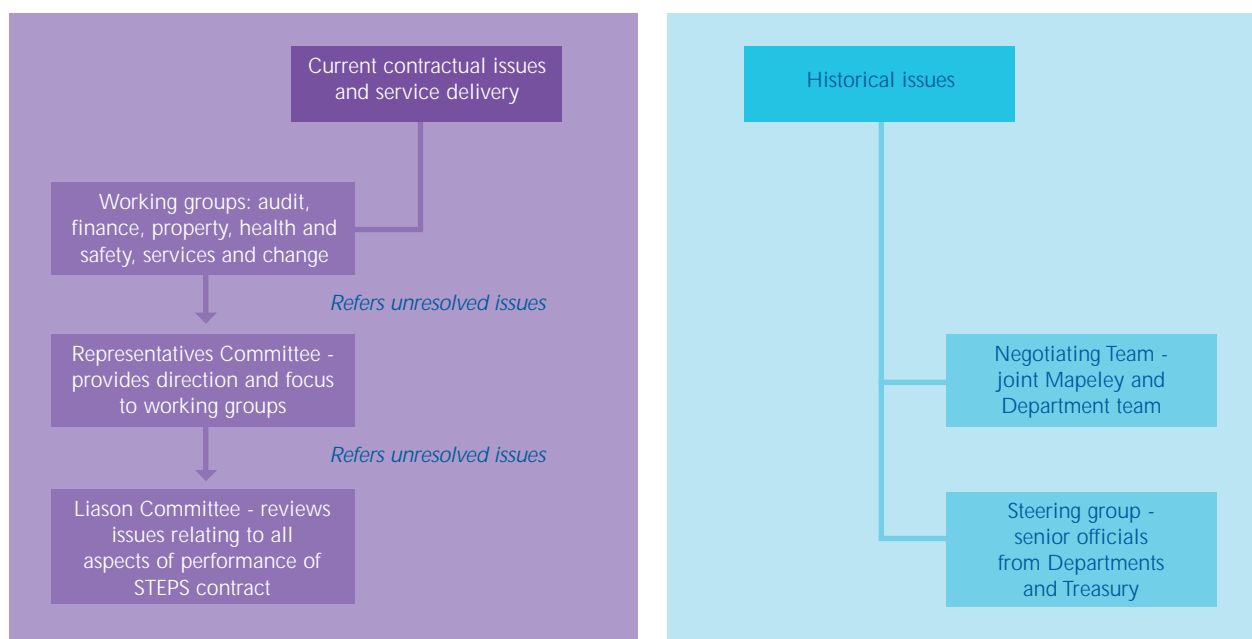 Current contractual issues
and service delivery
Working groups: audit,
finance, property, health and
safety, services and change
Refers unresolved issues
Representatives Committee -
provides direction and focus
to working groups
Refers unresolved issues
Liason Committee - reviews
issues relating to all
aspects of performance of
STEPS contract
Historical issues
Negotiating Team -
joint Mapeley and
Department team
Steering group -
senior officials
from Departments
and Treasury